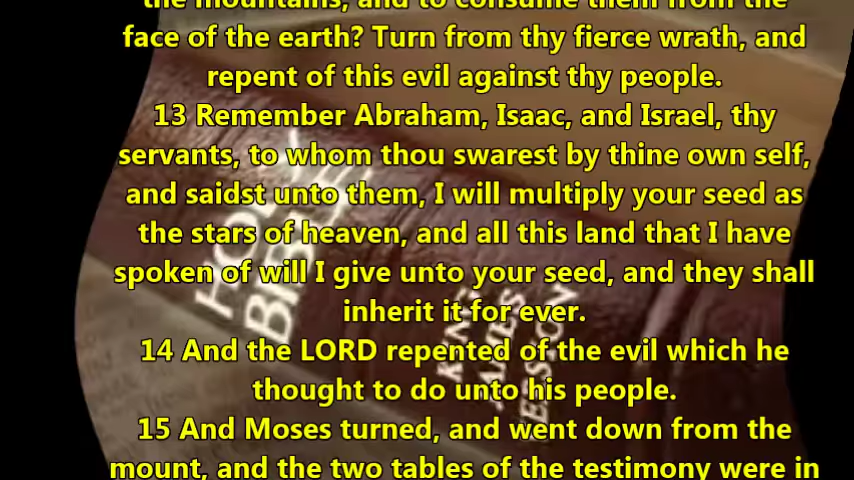 the mountains, and to consume them from the
face of the earth? Turn from thy fierce wrath, and
repent of this evil against thy people.
13 Remember Abraham, Isaac, and Israel, thy
servants, to whom thou swarest by thine own self,
and saidst unto them, I will multiply your seed as
the stars of heaven, and all this land that I have
spoken of will I give unto your seed, and they shall
inherit it for ever.
14 And the LORD repented of the evil which he
thought to do unto his people.
15 And Moses turned, and went down from the
mount, and the two tables of the testimony were in
HOLY
BIBLE
KING
JAMES
VERSION